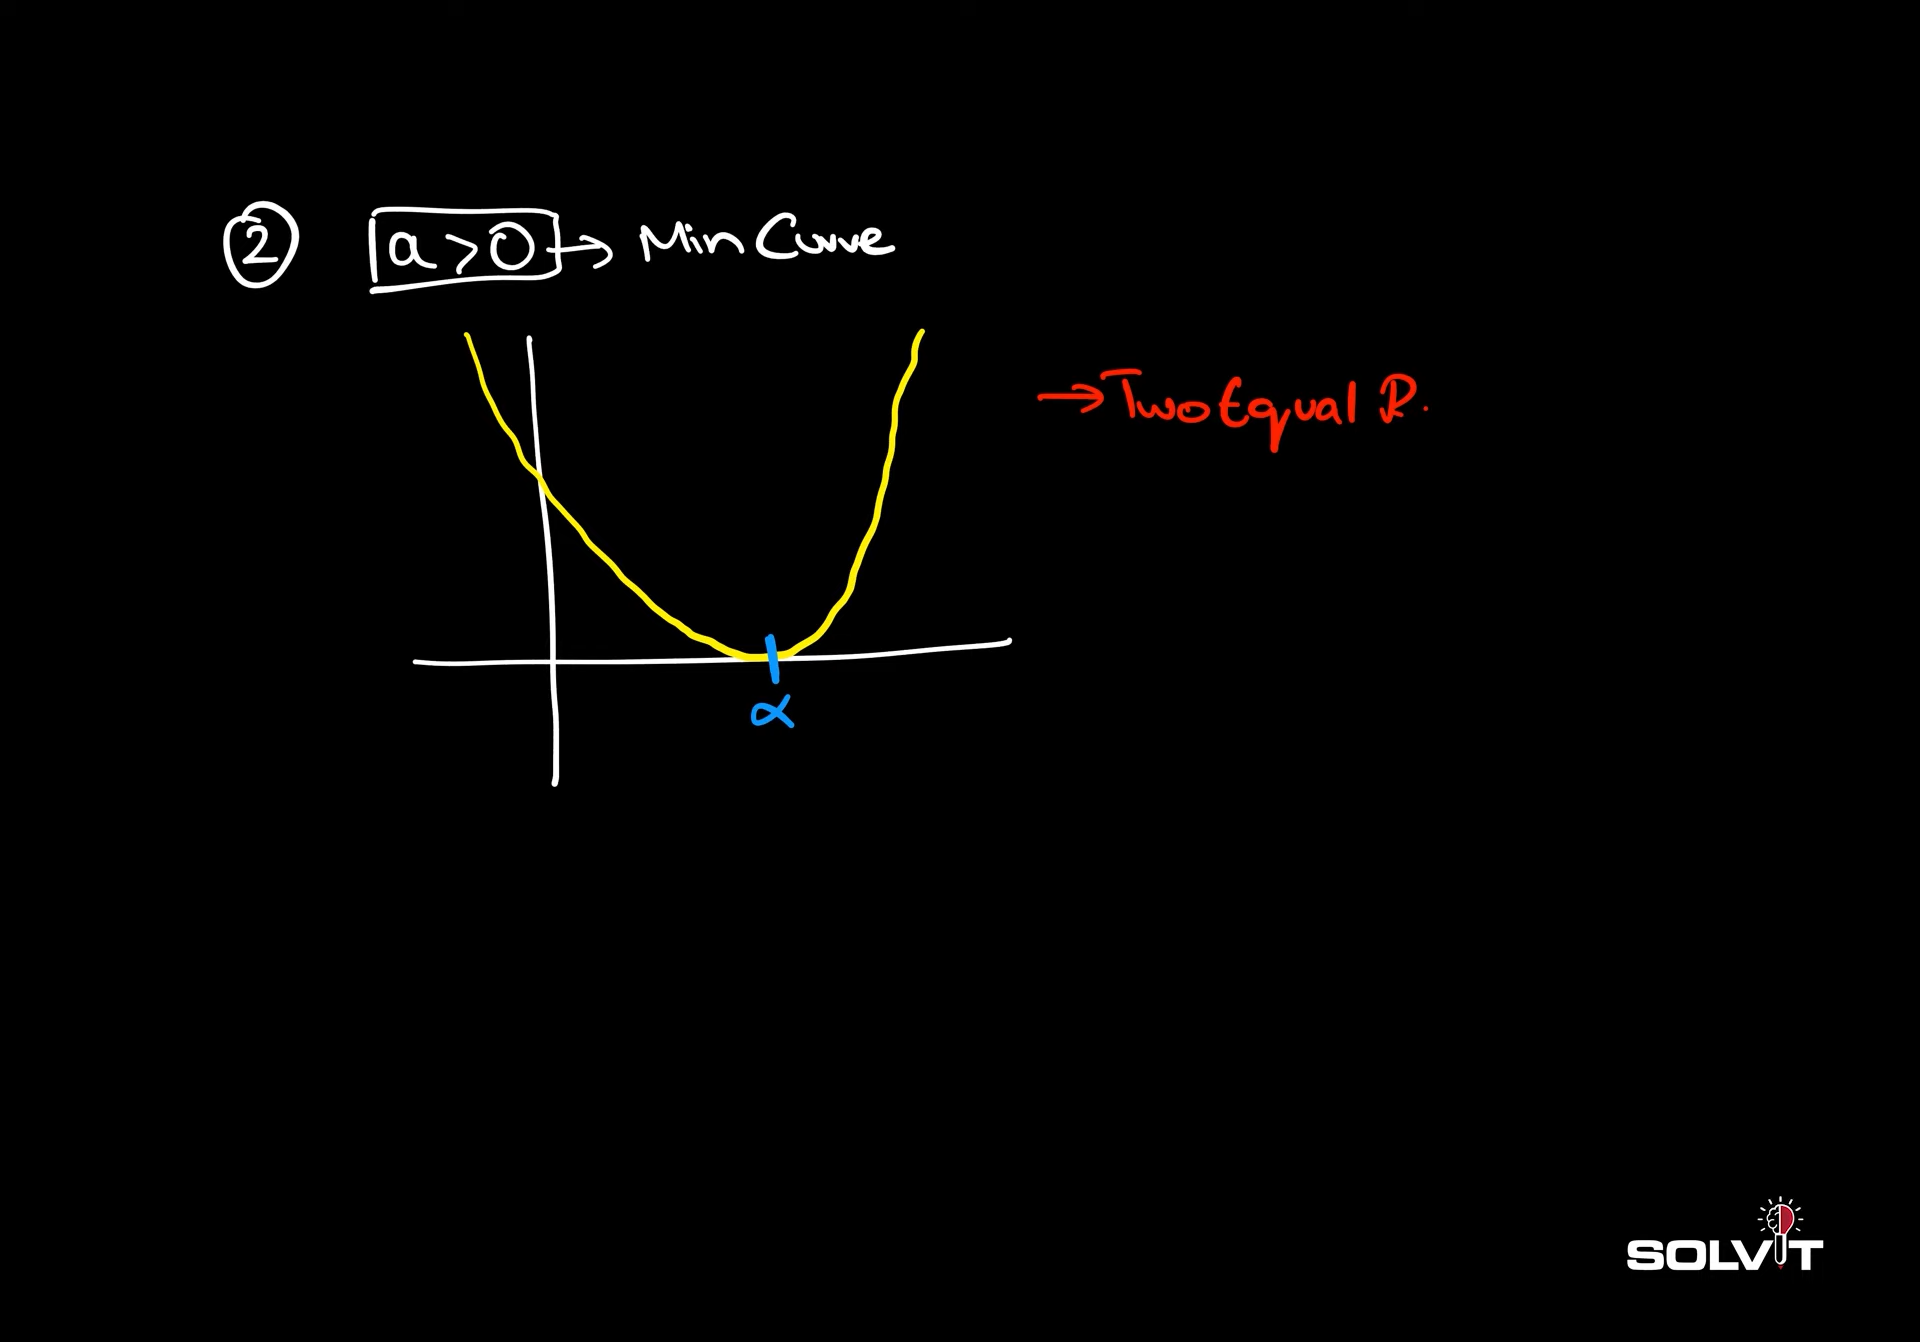 ② a>0 → Min Curve
→ Two Equal R.
α
SOLVIT